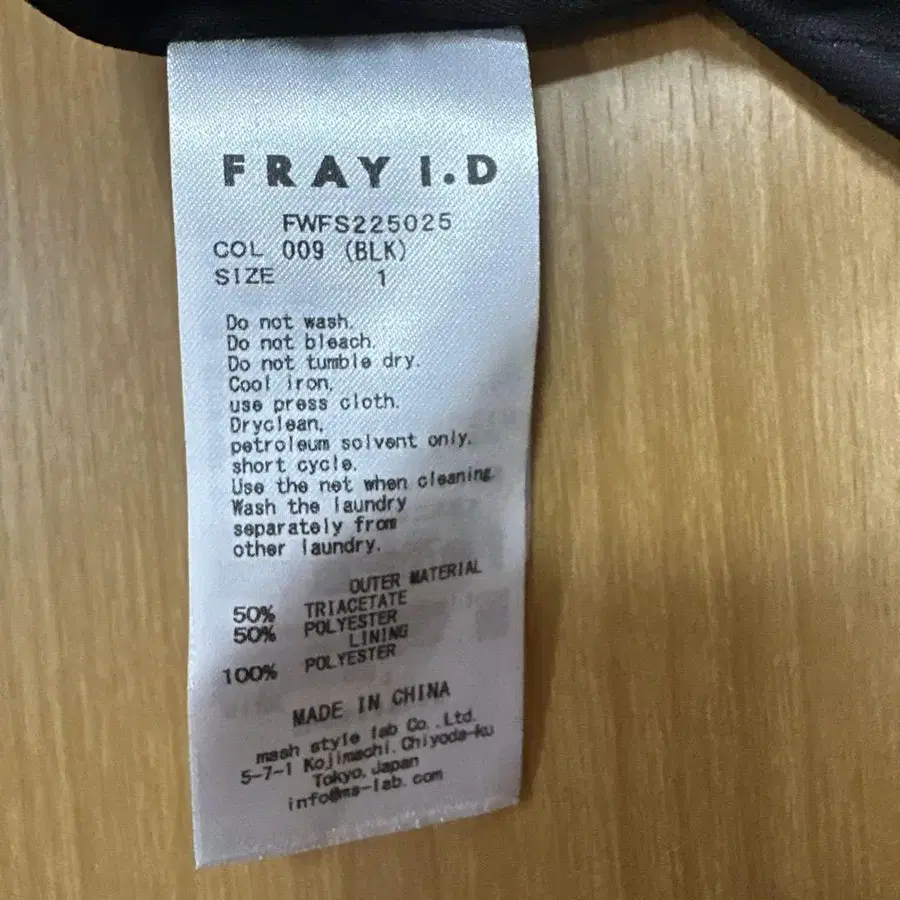 FRAY I.D
FWFS225025
COL 009 (BLK)
SIZE 1
Do not wash.
Do not bleach.
Do not tumble dry.
Cool iron,
use press cloth.
Dryclean,
petroleum solvent only.
short cycle.
Use the net when cleaning.
Wash the laundry
separately from
other laundry.
OUTER MATERIAL
50% TRIACETATE
50% POLYESTER
LINING
100% POLYESTER
MADE IN CHINA
mash style lab Co.,Ltd.
5-7-1 Kojimachi.Chiyoda-ku
Tokyo.Japan
info@ms-lab.com